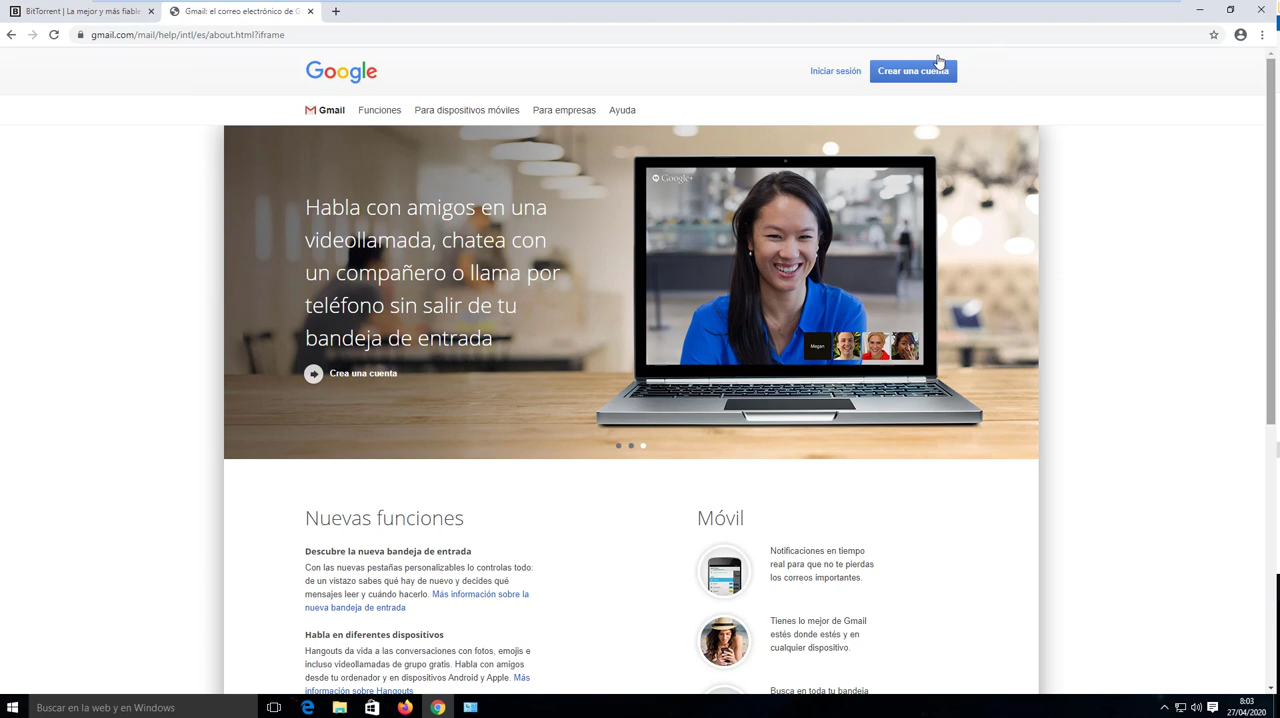 BitTorrent | La mejor y más fiable
Gmail: el correo electrónico de G
gmail.com/mail/help/intl/es/about.html?iframe
Google
Iniciar sesión
Crear una cuenta
Gmail Funciones Para dispositivos móviles Para empresas Ayuda
Google+
Habla con amigos en una
videollamada, chatea con
un compañero o llama por
teléfono sin salir de tu
bandeja de entrada
Crea una cuenta
Megan
Nuevas funciones
Descubre la nueva bandeja de entrada
Con las nuevas pestañas personalizables lo controlas todo:
de un vistazo sabes qué hay de nuevo y decides qué
mensajes leer y cuándo hacerlo. Más información sobre la
nueva bandeja de entrada
Habla en diferentes dispositivos
Hangouts da vida a las conversaciones con fotos, emojis e
incluso videollamadas de grupo gratis. Habla con amigos
desde tu ordenador y en dispositivos Android y Apple. Más
información sobre Hangouts
Móvil
Notificaciones en tiempo
real para que no te pierdas
los correos importantes.
Tienes lo mejor de Gmail
estés donde estés y en
cualquier dispositivo.
Busca en toda tu bandeja
Buscar en la web y en Windows
8:03
27/04/2020